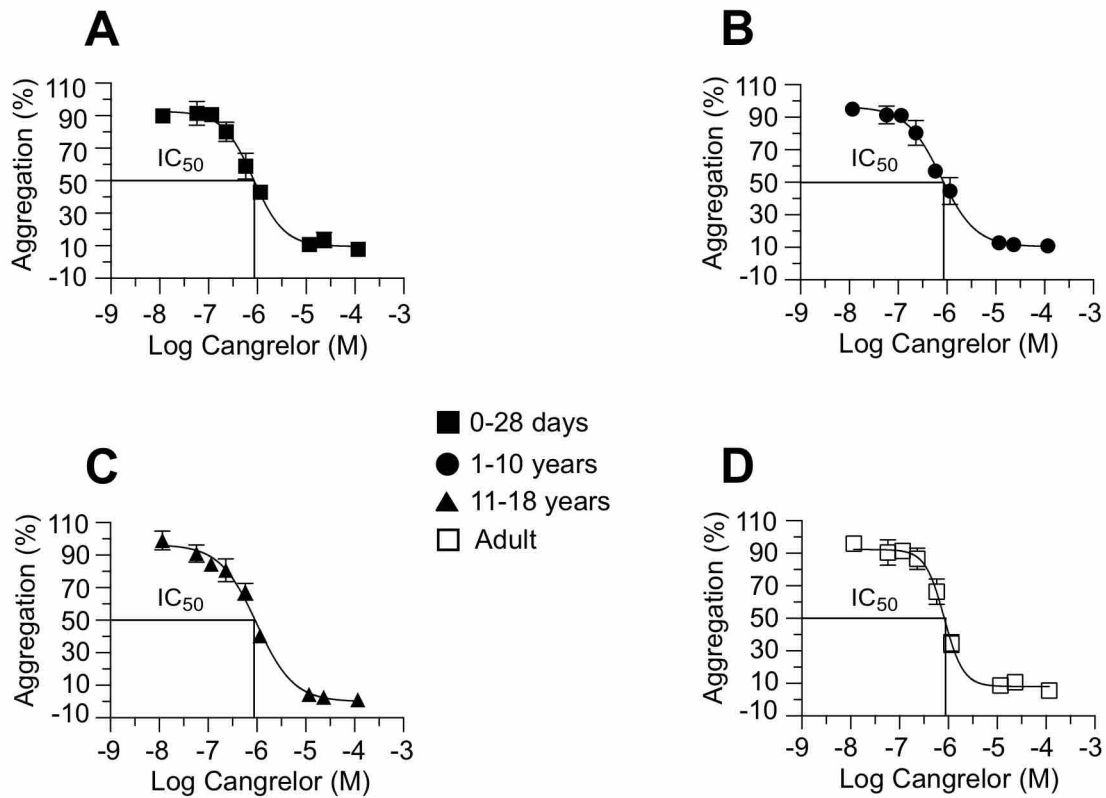 A
Aggregation (%)
110
90
70
50
30
10
-10
IC50
-9 -8 -7 -6 -5 -4 -3
Log Cangrelor (M)
B
Aggregation (%)
110
90
70
50
30
10
-10
IC50
-9 -8 -7 -6 -5 -4 -3
Log Cangrelor (M)
0-28 days
1-10 years
11-18 years
Adult
C
Aggregation (%)
110
90
70
50
30
10
-10
IC50
-9 -8 -7 -6 -5 -4 -3
Log Cangrelor (M)
D
Aggregation (%)
110
90
70
50
30
10
-10
IC50
-9 -8 -7 -6 -5 -4 -3
Log Cangrelor (M)